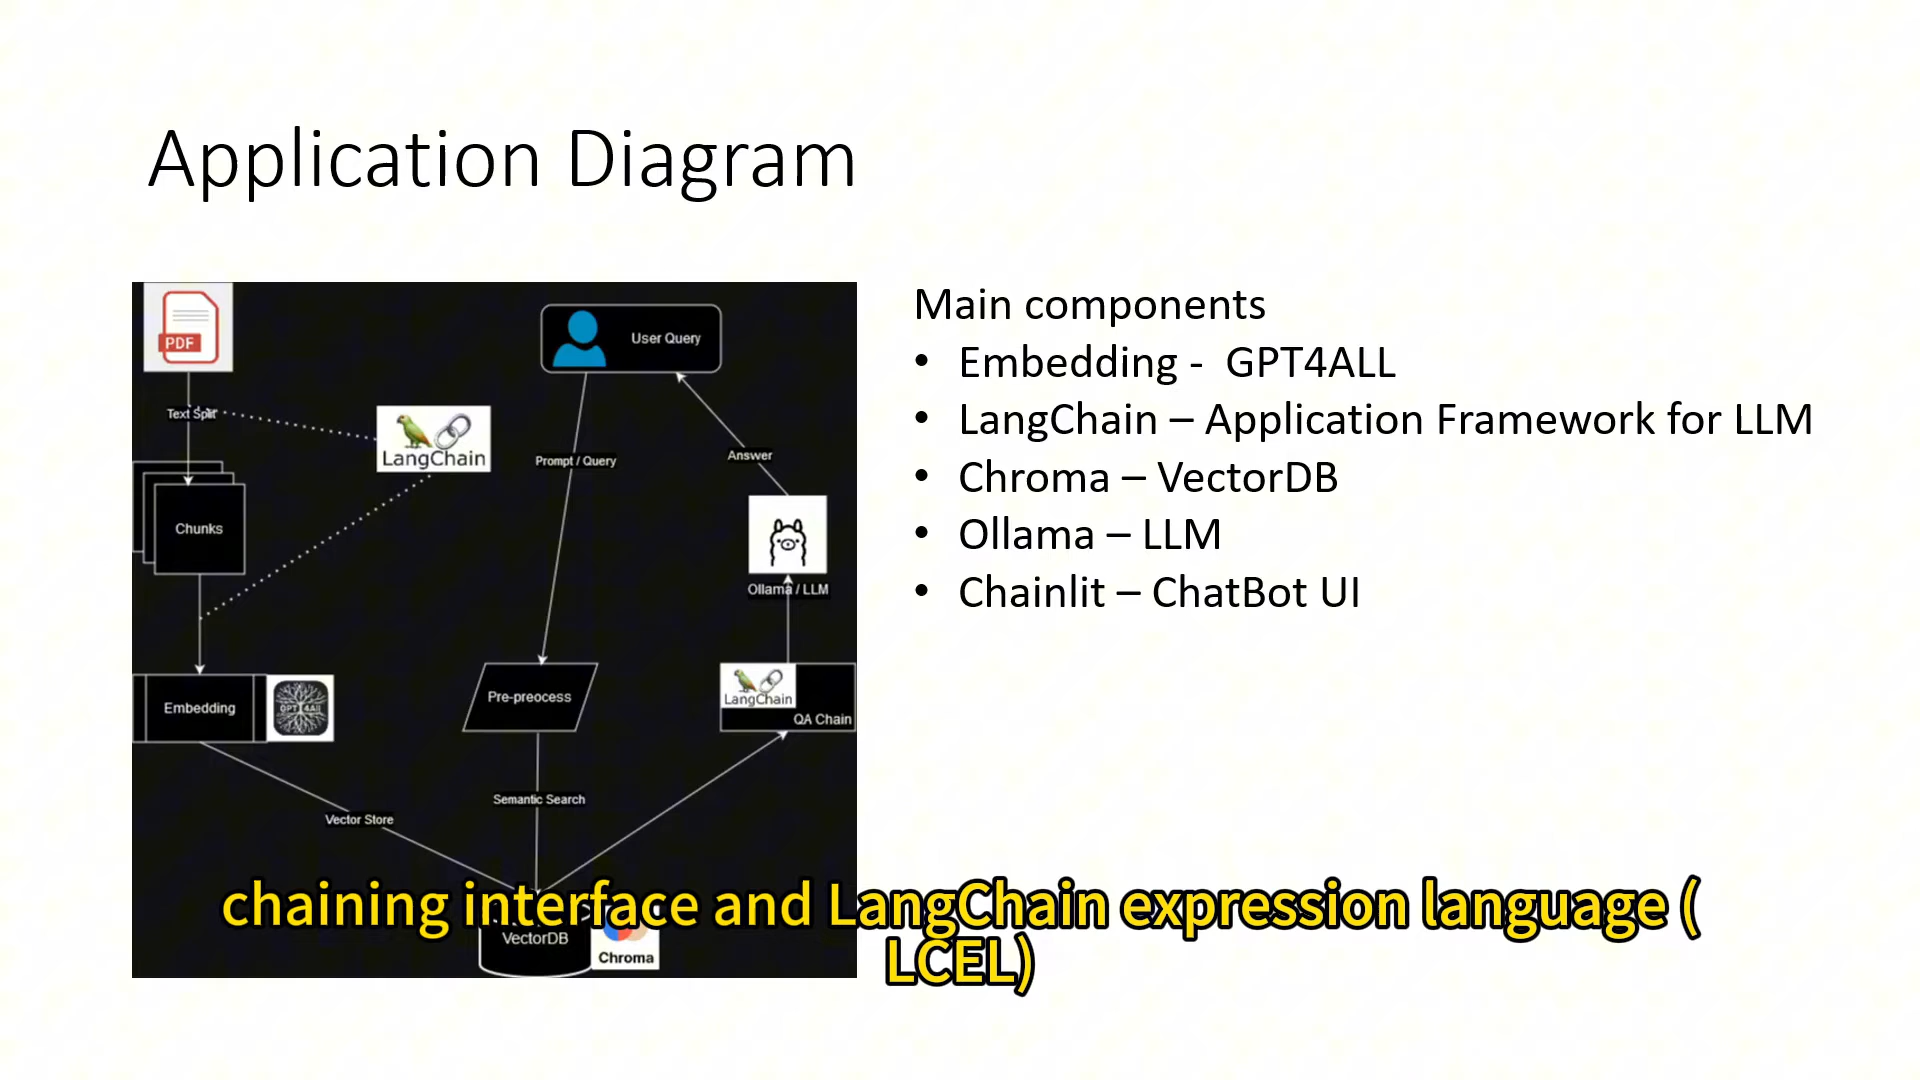 Application Diagram
PDF
User Query
Text Split
LangChain
Prompt / Query
Answer
Chunks
Ollama / LLM
Embedding
GPT4All
Pre-preocess
LangChain
QA Chain
Semantic Search
Vector Store
VectorDB
Chroma
Main components
• Embedding - GPT4ALL
• LangChain – Application Framework for LLM
• Chroma – VectorDB
• Ollama – LLM
• Chainlit – ChatBot UI
chaining interface and LangChain expression language (
LCEL)